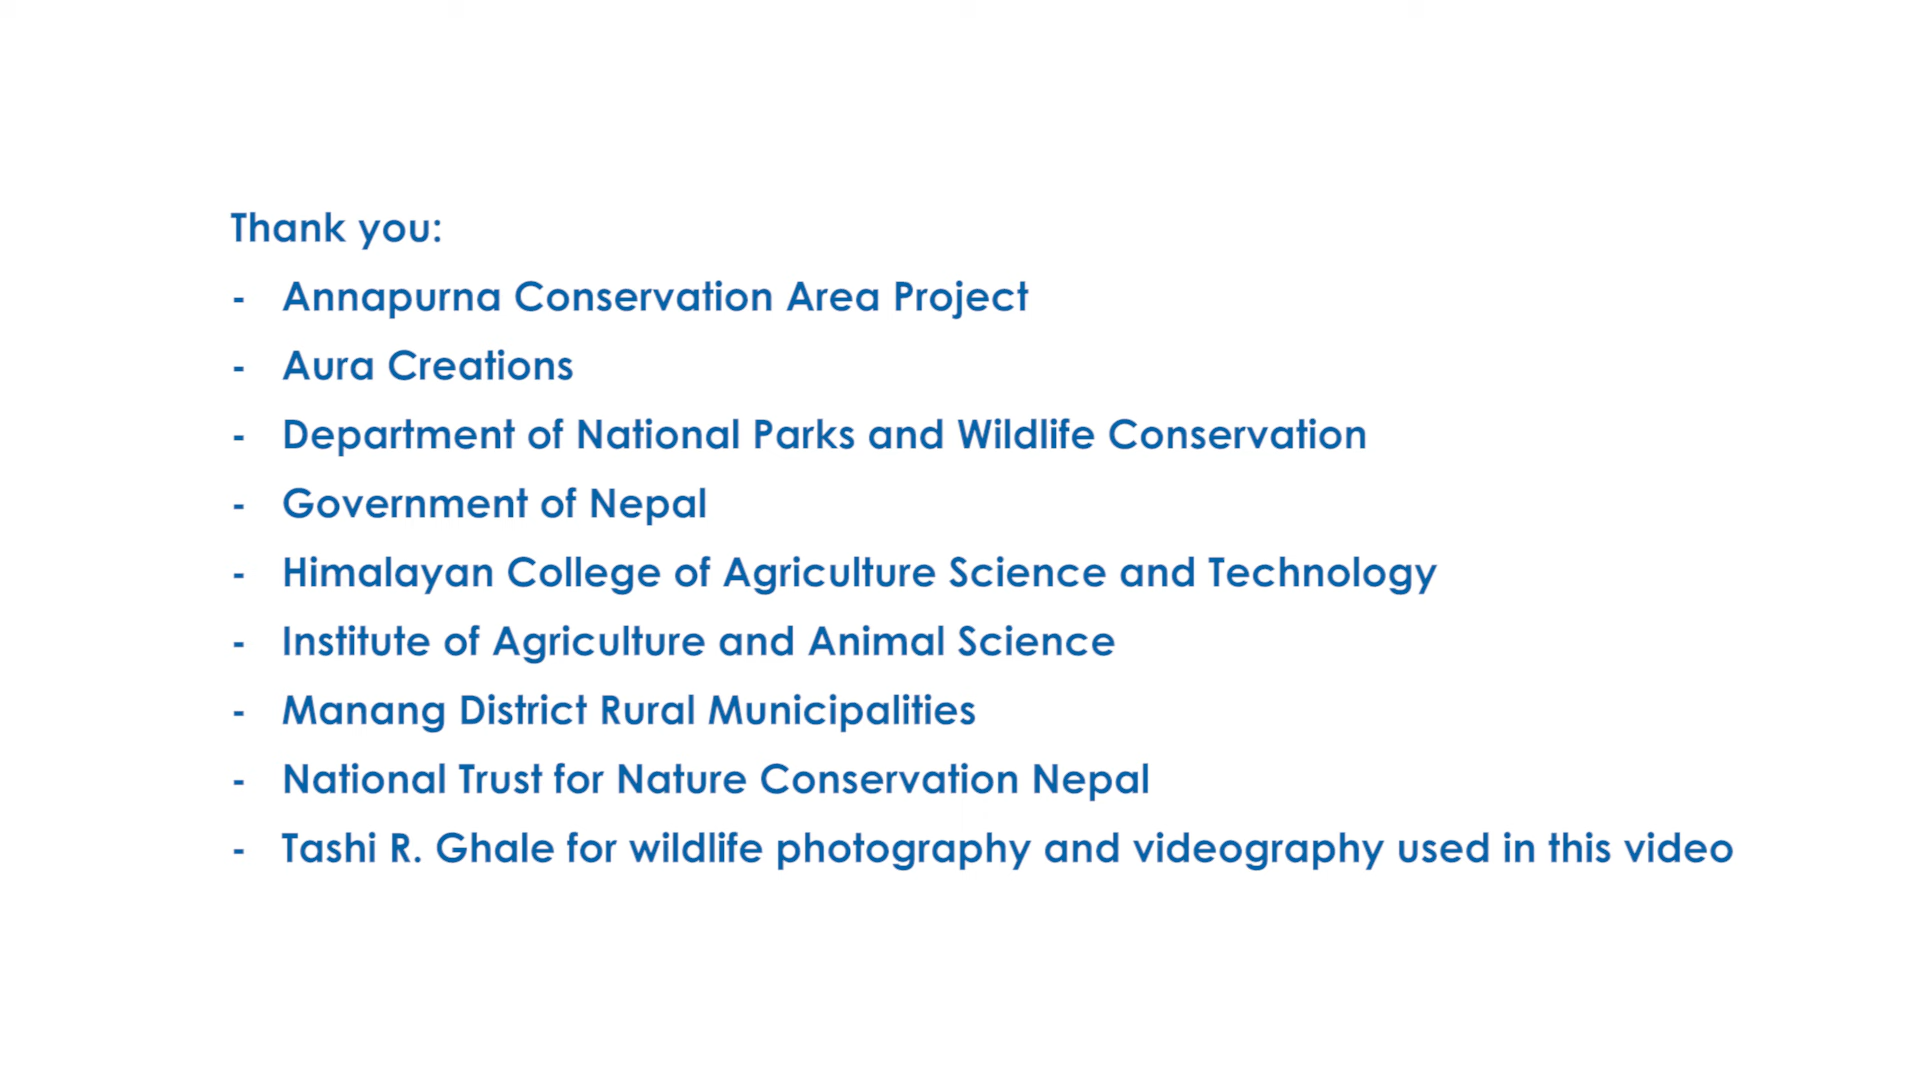 Thank you:
- Annapurna Conservation Area Project
- Aura Creations
- Department of National Parks and Wildlife Conservation
- Government of Nepal
- Himalayan College of Agriculture Science and Technology
- Institute of Agriculture and Animal Science
- Manang District Rural Municipalities
- National Trust for Nature Conservation Nepal
- Tashi R. Ghale for wildlife photography and videography used in this video